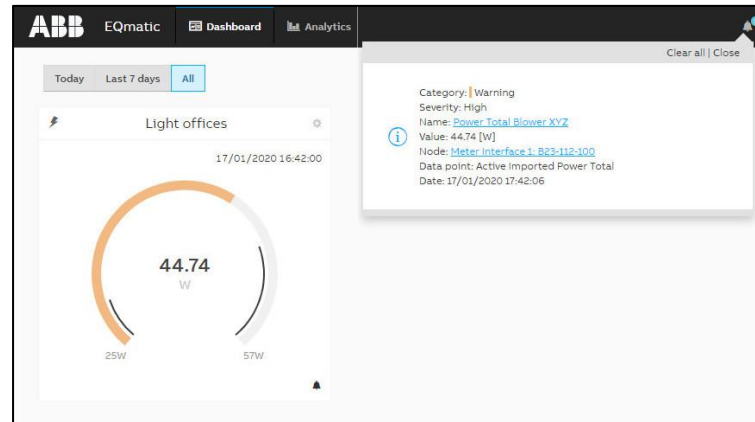 ABB EQmatic Dashboard Analytics
Clear all | Close
Today Last 7 days All
Category: Warning
Severity: High
Name: Power Total Blower XYZ
Value: 44.74 [W]
Node: Meter Interface 1: B23-112-100
Data point: Active Imported Power Total
Date: 17/01/2020 17:42:06
Light offices
17/01/2020 16:42:00
44.74
W
25W 57W